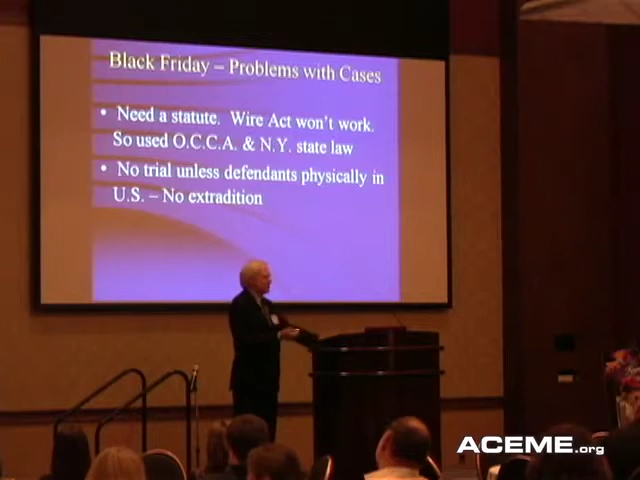 Black Friday – Problems with Cases
• Need a statute. Wire Act won't work.
So used O.C.C.A. & N.Y. state law
• No trial unless defendants physically in
U.S. – No extradition
ACEME.org